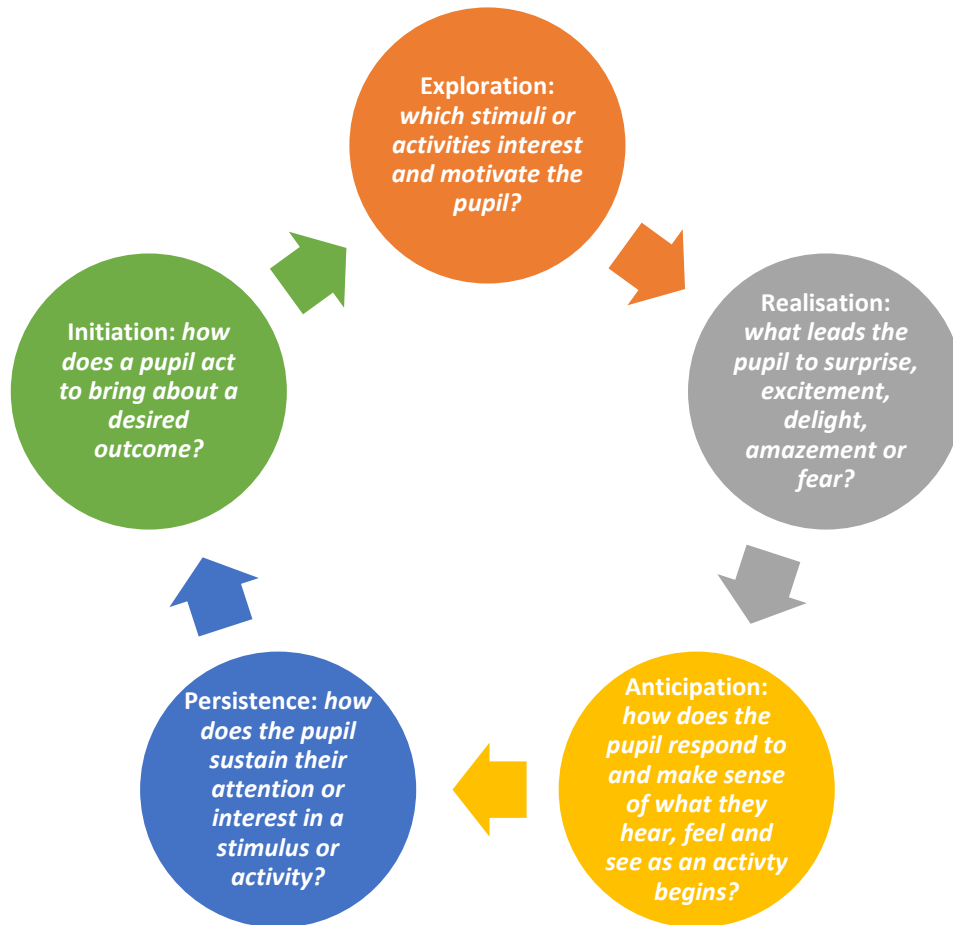 Exploration:
which stimuli or
activities interest
and motivate the
pupil?
Realisation:
what leads the
pupil to surprise,
excitement,
delight,
amazement or
fear?
Anticipation:
how does the
pupil respond to
and make sense
of what they
hear, feel and
see as an activty
begins?
Persistence: how
does the pupil
sustain their
attention or
interest in a
stimulus or
activity?
Initiation: how
does a pupil act
to bring about a
desired
outcome?